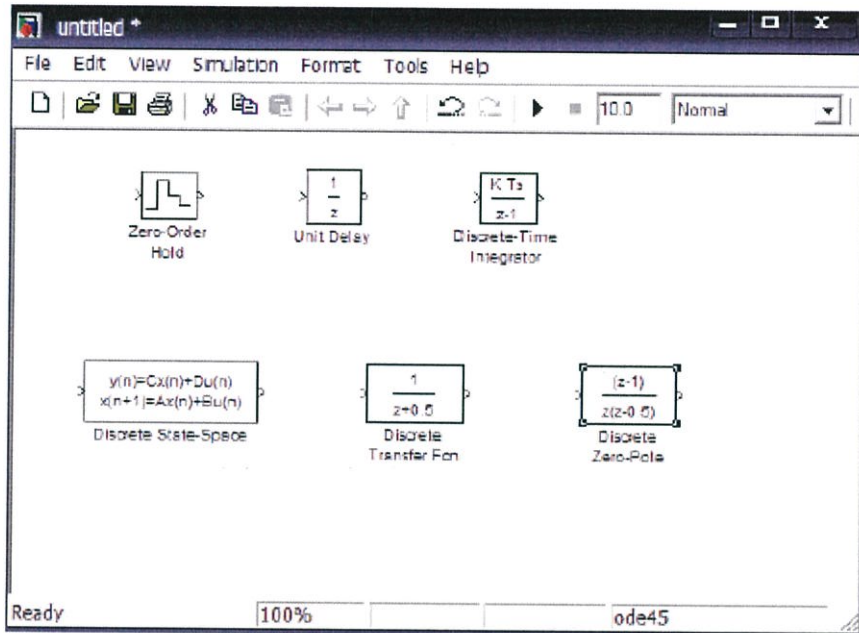 untitled *
File Edit View Simulation Format Tools Help
10.0 Normal
1
z
K Ts
z-1
Zero-Order
Hold
Unit Delay
Discrete-Time
Integrator
y(n)=Cx(n)+Du(n)
x(n+1)=Ax(n)+Bu(n)
1
z+0.5
(z-1)
z(z-0.5)
Discrete State-Space
Discrete
Transfer Fcn
Discrete
Zero-Pole
Ready 100% ode45